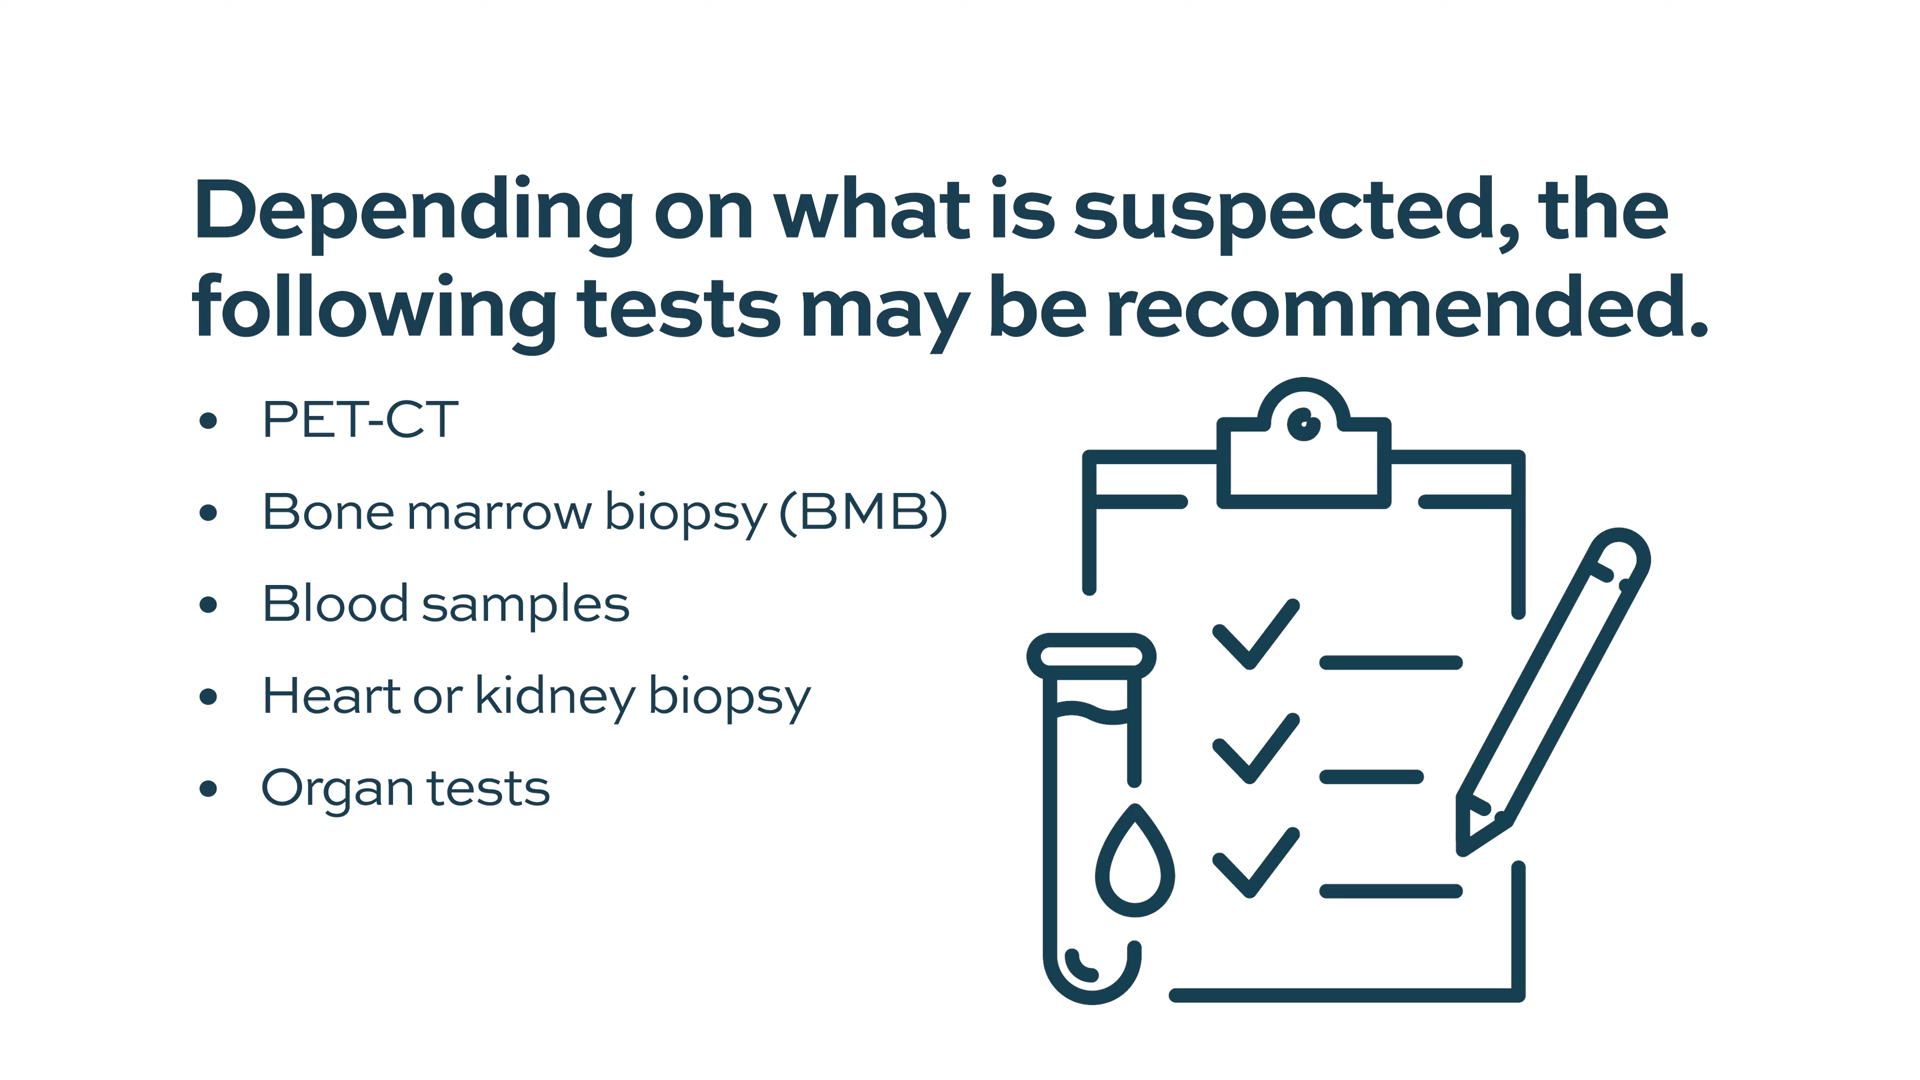 Depending on what is suspected, the
following tests may be recommended.
• PET-CT
• Bone marrow biopsy (BMB)
• Blood samples
• Heart or kidney biopsy
• Organ tests